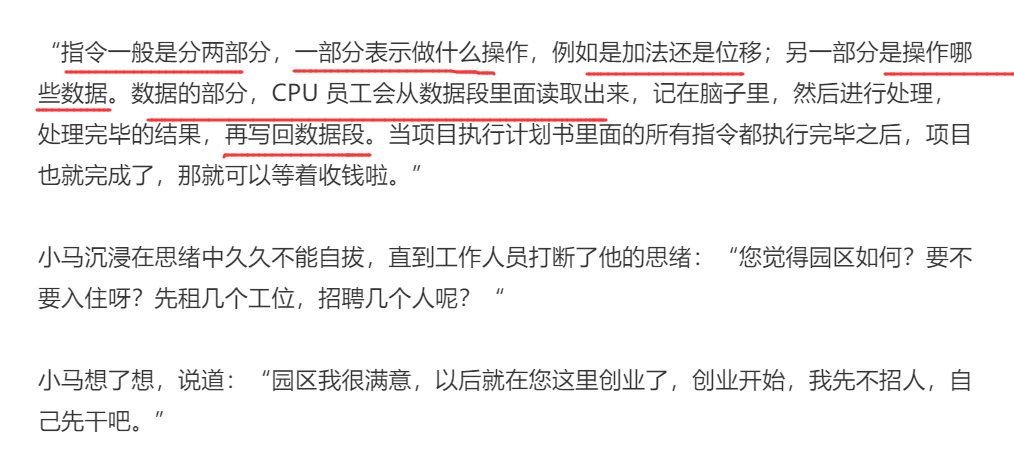 “指令一般是分两部分，一部分表示做什么操作，例如是加法还是位移；另一部分是操作哪
些数据。数据的部分，CPU 员工会从数据段里面读取出来，记在脑子里，然后进行处理，
处理完毕的结果，再写回数据段。当项目执行计划书里面的所有指令都执行完毕之后，项目
也就完成了，那就可以等着收钱啦。”
小马沉浸在思绪中久久不能自拔，直到工作人员打断了他的思绪：“您觉得园区如何？要不
要入住呀？先租几个工位，招聘几个人呢？“
小马想了想，说道：“园区我很满意，以后就在您这里创业了，创业开始，我先不招人，自
己先干吧。”